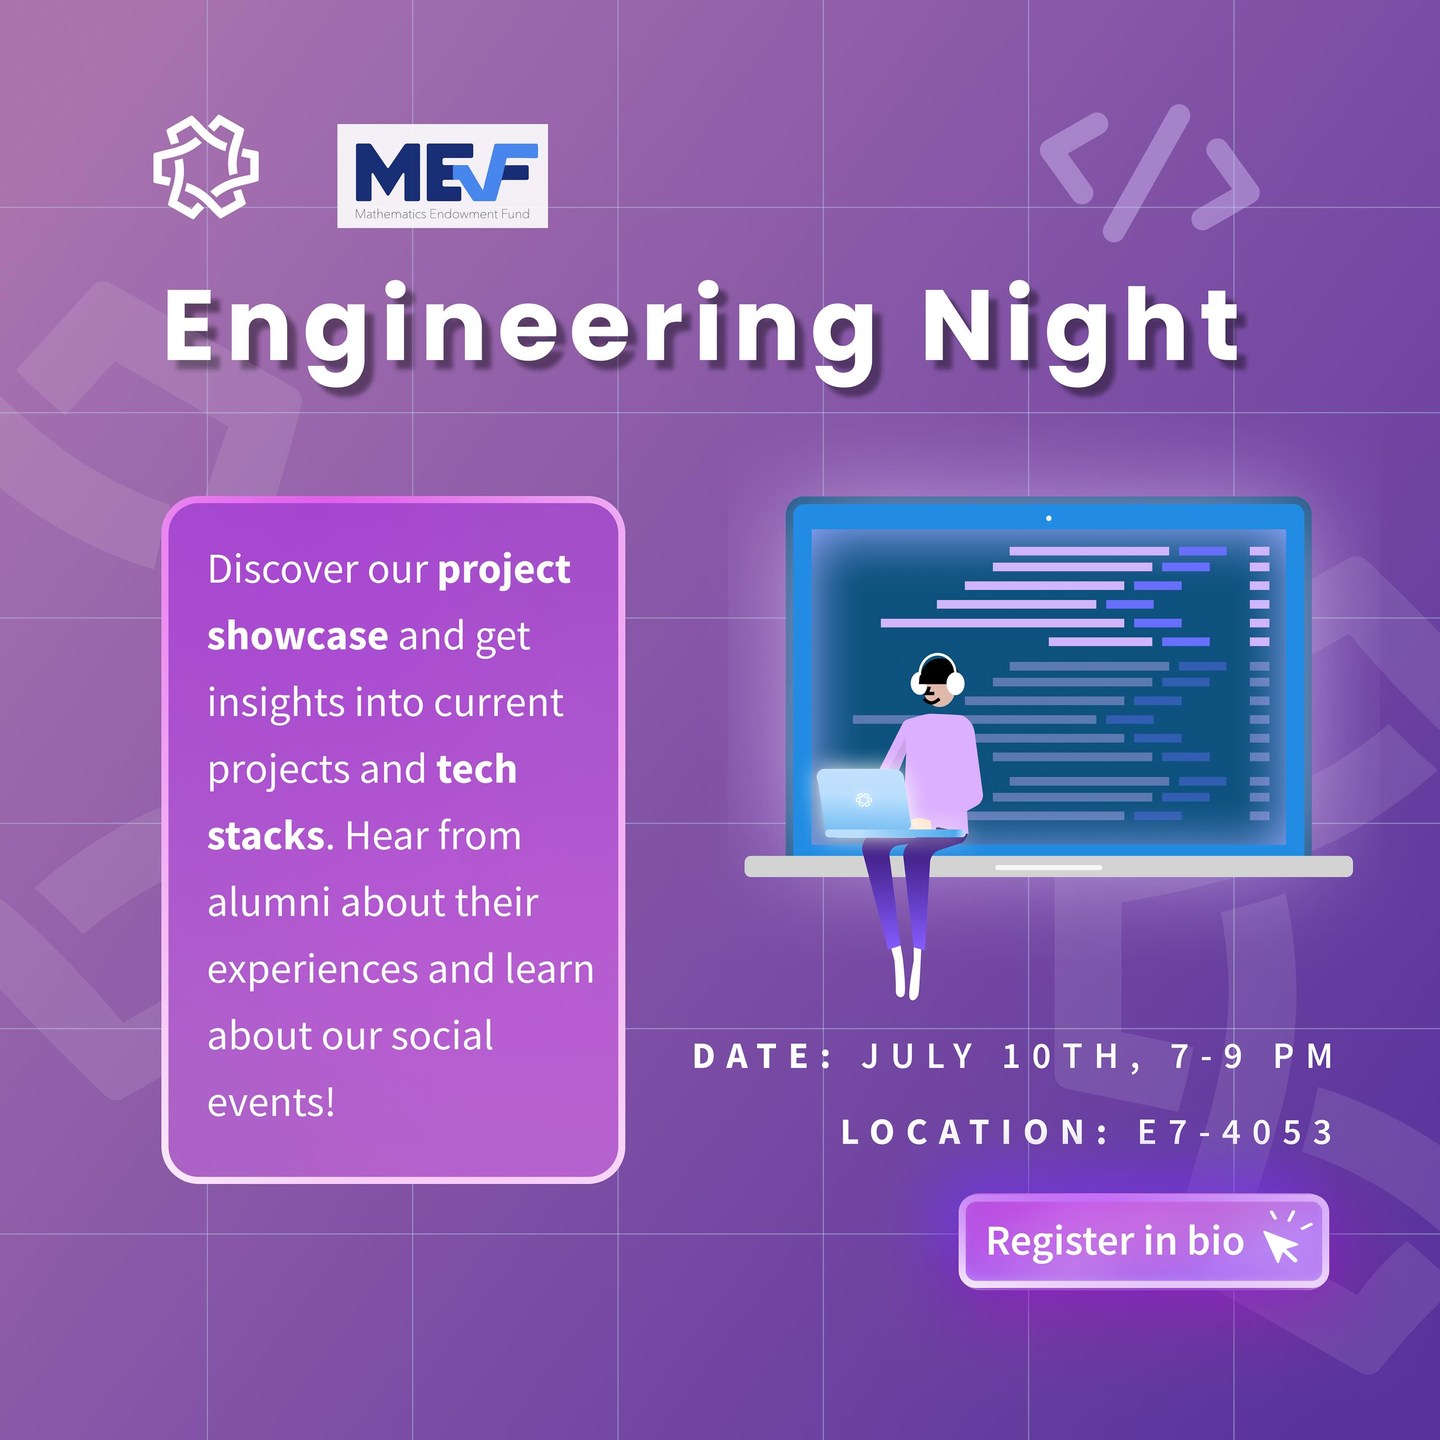 MEVF
Mathematics Endowment Fund
</>
Engineering Night
Discover our project
showcase and get
insights into current
projects and tech
stacks. Hear from
alumni about their
experiences and learn
about our social
events!
DATE: JULY 10TH, 7-9 PM
LOCATION: E7-4053
Register in bio